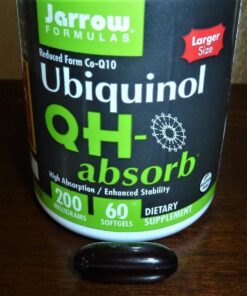 Jarrow
FORMULAS®
Larger
Size
Reduced Form Co-Q10
Ubiquinol
QH-
absorb®
High Absorption / Enhanced Stability
200
MILLIGRAMS
60
SOFTGELS
DIETARY
SUPPLEMENT